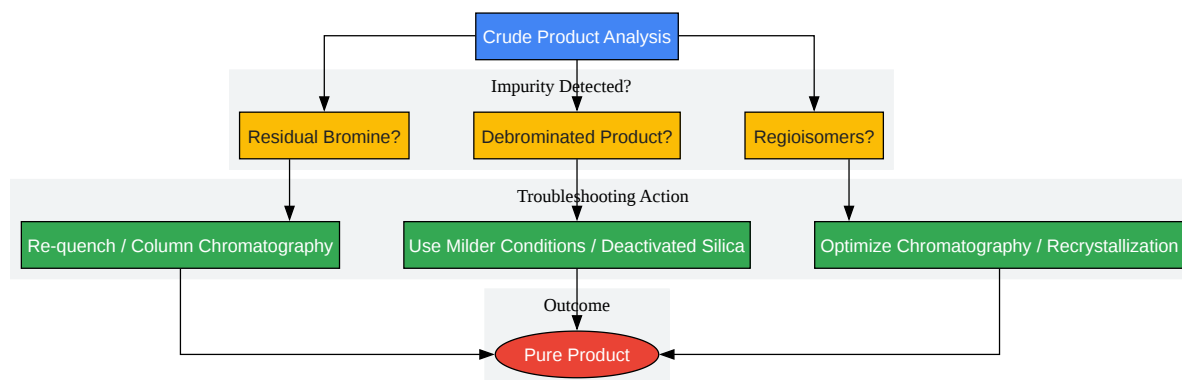 Crude Product Analysis
Impurity Detected?
Residual Bromine?
Debrominated Product?
Regioisomers?
Troubleshooting Action
Re-quench / Column Chromatography
Use Milder Conditions / Deactivated Silica
Optimize Chromatography / Recrystallization
Outcome
Pure Product